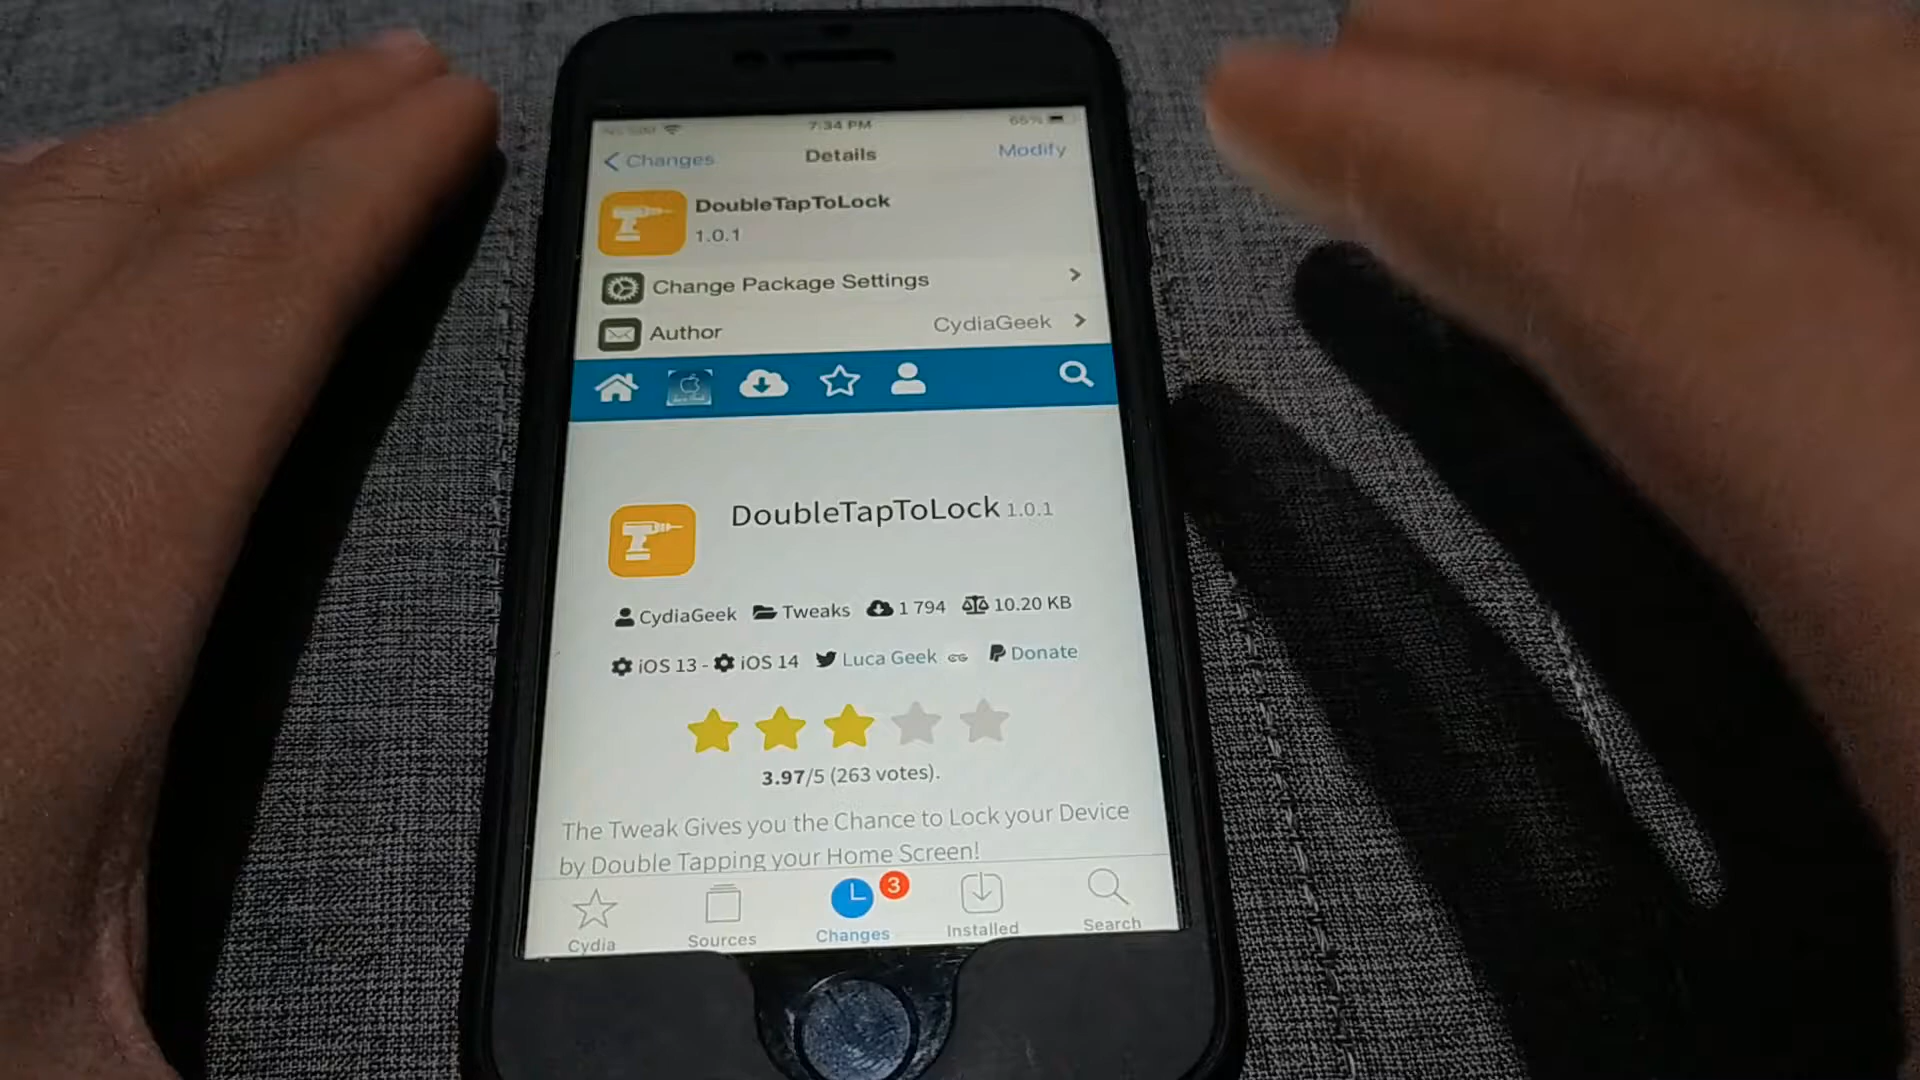 No SIM 7:34 PM 65%
Changes Details Modify
DoubleTapToLock
1.0.1
Change Package Settings
Author CydiaGeek
DoubleTapToLock 1.0.1
CydiaGeek Tweaks 1 794 10.20 KB
iOS 13 - iOS 14 Luca Geek Donate
3.97/5 (263 votes).
The Tweak Gives you the Chance to Lock your Device
by Double Tapping your Home Screen!
3
Cydia Sources Changes Installed Search